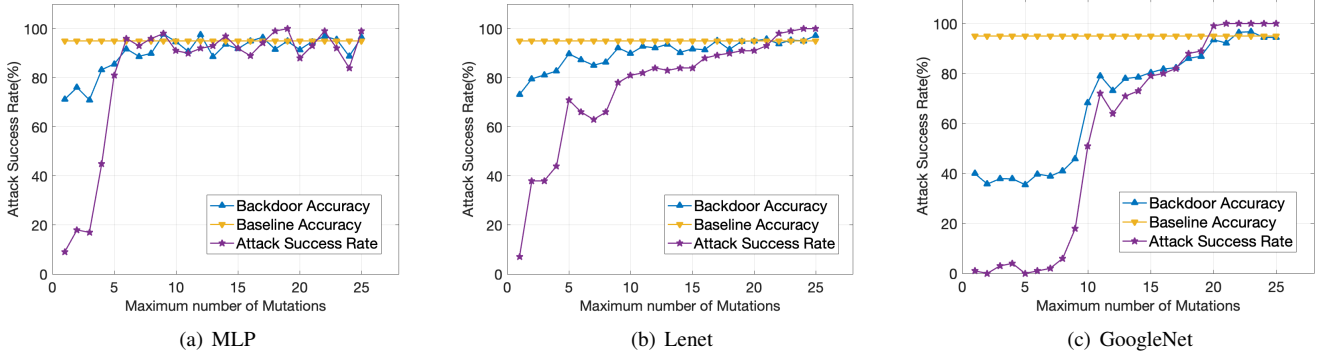 Attack Success Rate(%)
100
80
60
40
20
0
0 5 10 15 20 25
Maximum number of Mutations
Backdoor Accuracy
Baseline Accuracy
Attack Success Rate
(a) MLP
Attack Success Rate(%)
100
80
60
40
20
0
0 5 10 15 20 25
Maximum number of Mutations
Backdoor Accuracy
Baseline Accuracy
Attack Success Rate
(b) Lenet
Attack Success Rate(%)
100
80
60
40
20
0
0 5 10 15 20 25
Maximum number of Mutations
Backdoor Accuracy
Baseline Accuracy
Attack Success Rate
(c) GoogleNet